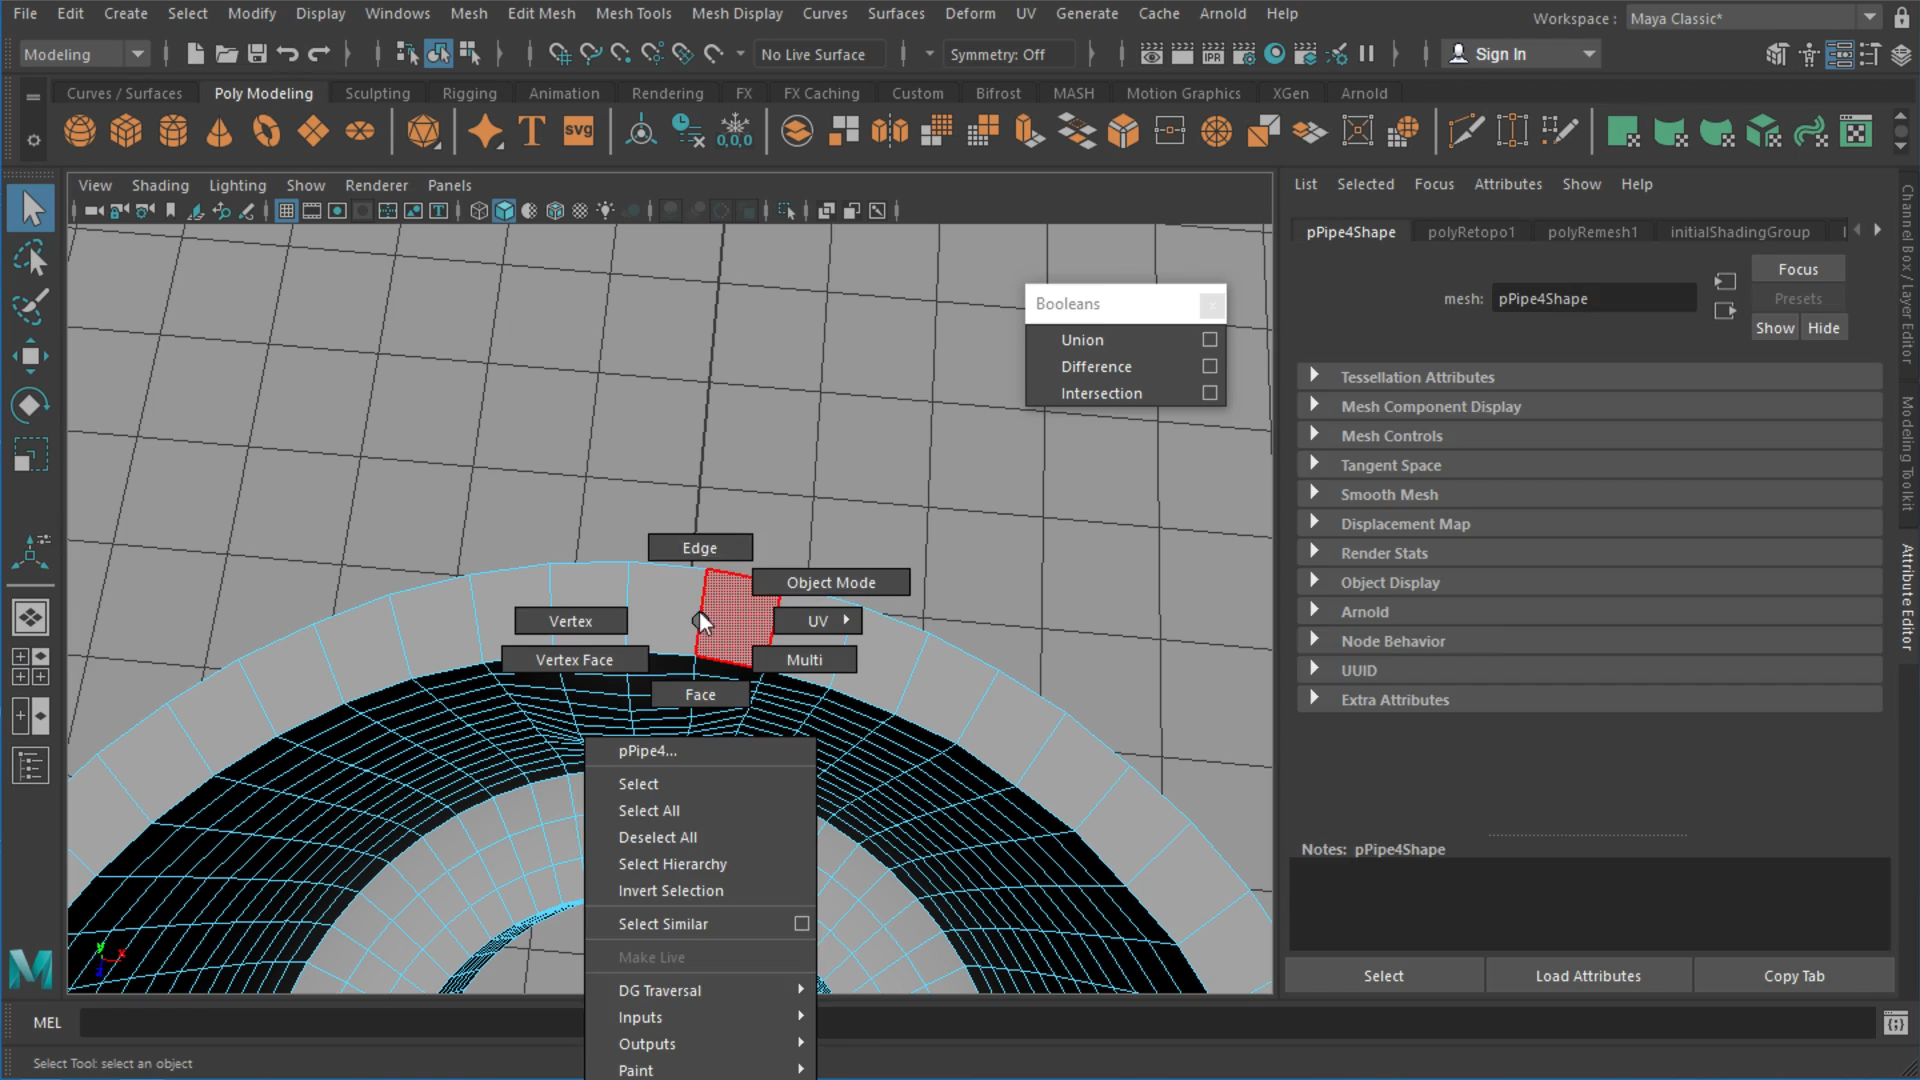 File Edit Create Select Modify Display Windows Mesh Edit Mesh Mesh Tools Mesh Display Curves Surfaces Deform UV Generate Cache Arnold Help
Workspace : Maya Classic*
Modeling No Live Surface Symmetry: Off IPR Sign In
Curves / Surfaces Poly Modeling Sculpting Rigging Animation Rendering FX FX Caching Custom Bifrost MASH Motion Graphics XGen Arnold
T svg 0,0,0
View Shading Lighting Show Renderer Panels
List Selected Focus Attributes Show Help
pPipe4Shape polyRetopo1 polyRemesh1 initialShadingGroup
Focus
mesh: pPipe4Shape
Presets
Show Hide
Booleans
Union
Difference
Intersection
Tessellation Attributes
Mesh Component Display
Mesh Controls
Tangent Space
Smooth Mesh
Displacement Map
Render Stats
Object Display
Arnold
Node Behavior
UUID
Extra Attributes
Channel Box / Layer Editor
Modeling Toolkit
Attribute Editor
Edge
Object Mode
Vertex
UV
Vertex Face
Multi
Face
pPipe4...
Select
Select All
Deselect All
Select Hierarchy
Invert Selection
Select Similar
Make Live
DG Traversal
Inputs
Outputs
Paint
Notes: pPipe4Shape
Select Load Attributes Copy Tab
y x z
M
MEL
Select Tool: select an object